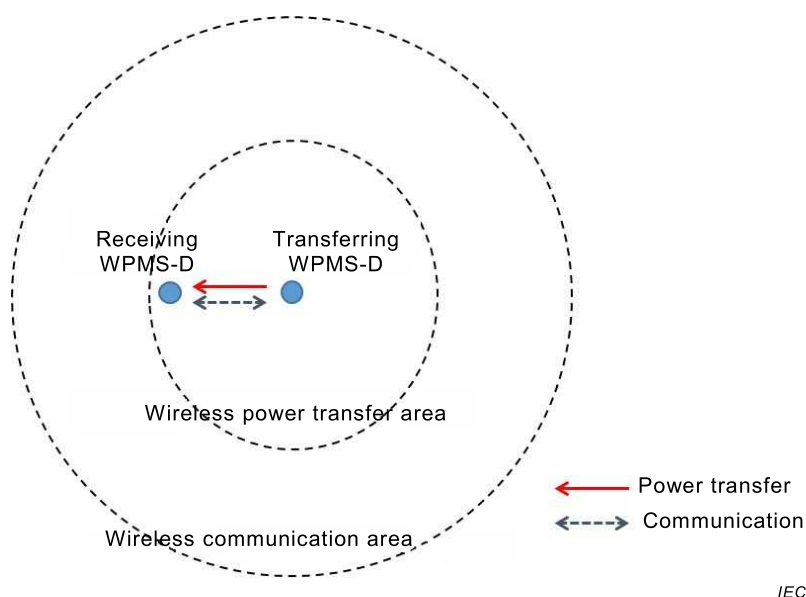 Receiving
WPMS-D
Transferring
WPMS-D
Wireless power transfer area
Power transfer
Communication
Wireless communication area
IEC